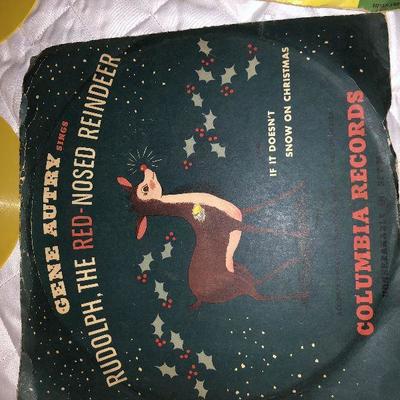 GENE AUTRY SINGS
RUDOLPH, THE RED-NOSED REINDEER
IF IT DOESN'T
SNOW ON CHRISTMAS
COLUMBIA RECORDS